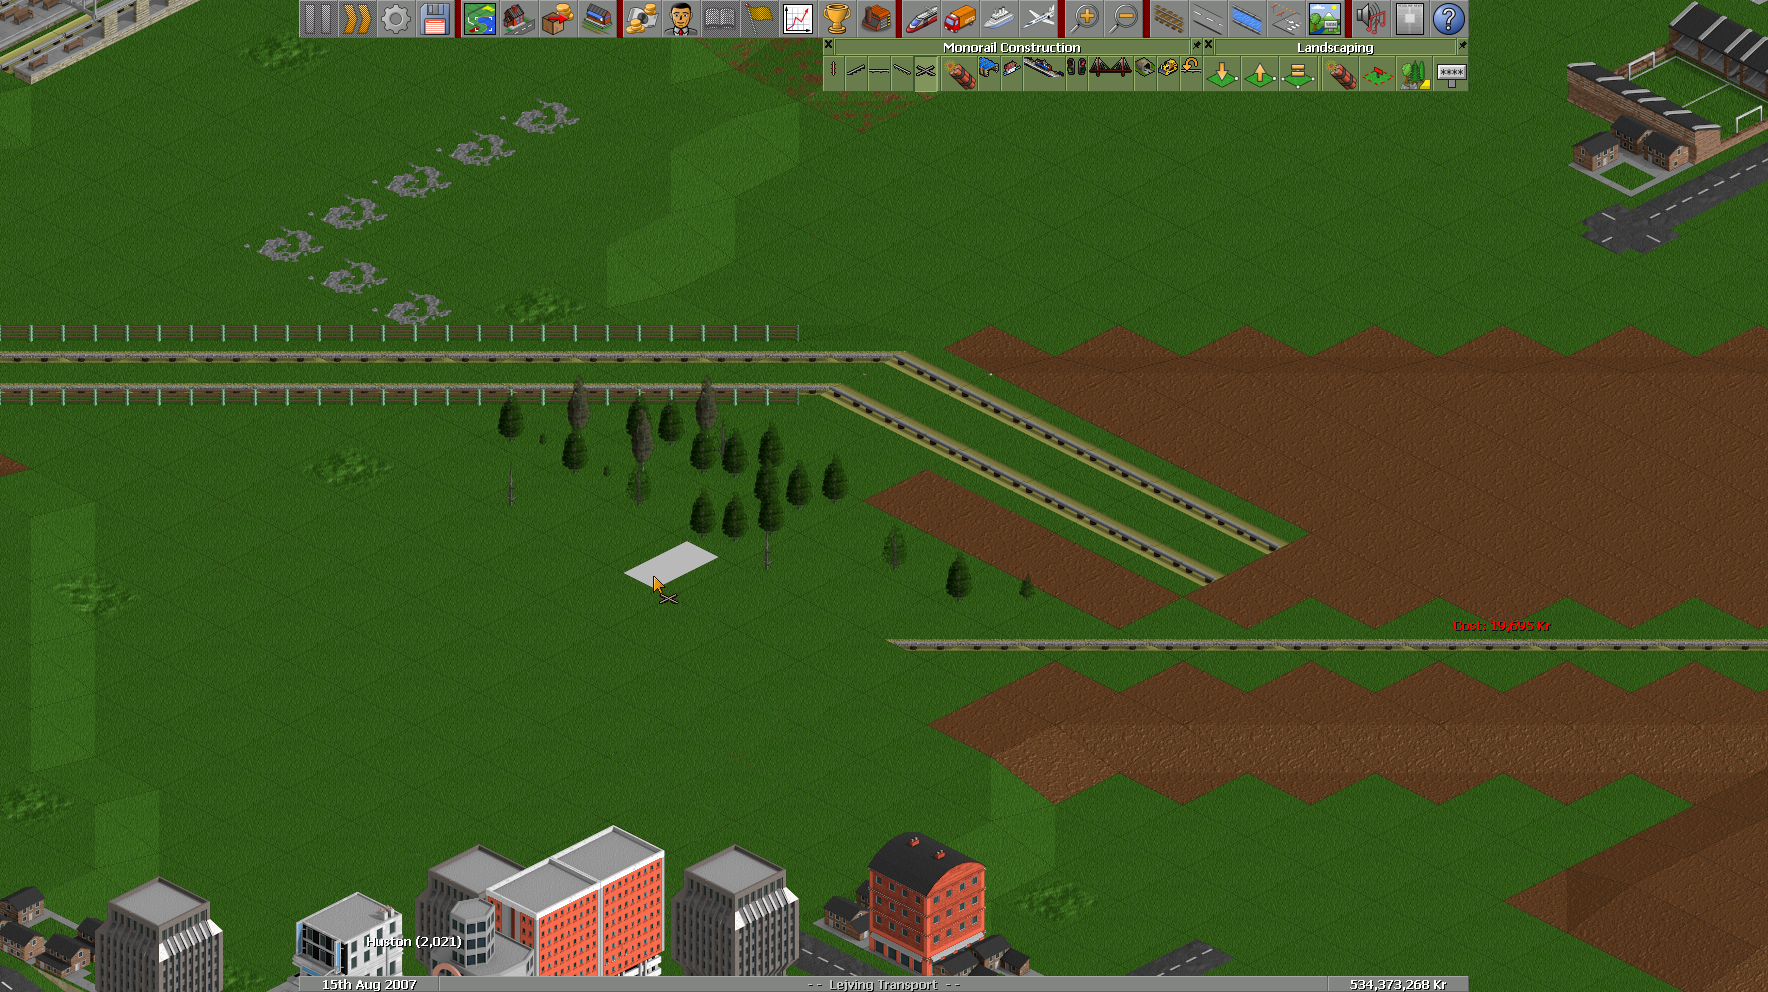 Monorail Construction
Landscaping
****
Cost: 19,695 Kr
Huston (2,021)
15th Aug 2007
- - Lejving Transport - -
534,373,268 Kr